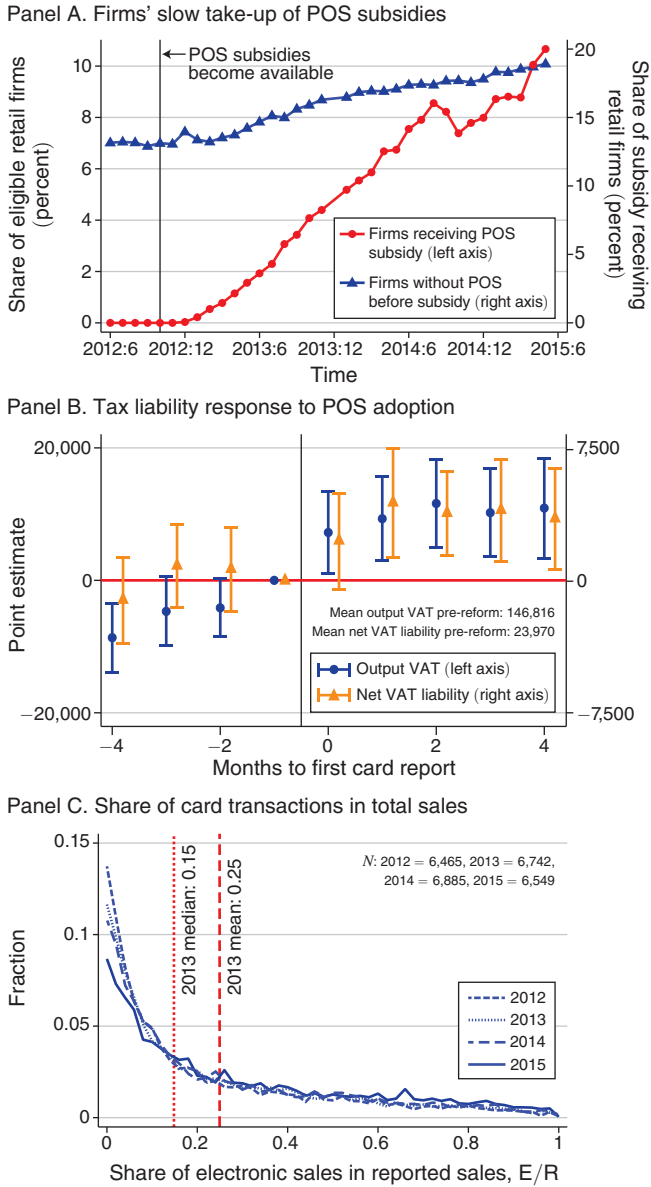 Panel A. Firms' slow take-up of POS subsidies
POS subsidies
become available
Share of eligible retail firms
(percent)
10
8
6
4
2
0
20
15
10
5
0
Share of subsidy receiving
retail firms (percent)
Firms receiving POS
subsidy (left axis)
Firms without POS
before subsidy (right axis)
2012:6 2012:12 2013:6 2013:12 2014:6 2014:12 2015:6
Time
Panel B. Tax liability response to POS adoption
Point estimate
20,000
0
−20,000
7,500
0
−7,500
Mean output VAT pre-reform: 146,816
Mean net VAT liability pre-reform: 23,970
Output VAT (left axis)
Net VAT liability (right axis)
−4 −2 0 2 4
Months to first card report
Panel C. Share of card transactions in total sales
Fraction
0.15
0.1
0.05
0
2013 median: 0.15
2013 mean: 0.25
N: 2012 = 6,465, 2013 = 6,742,
2014 = 6,885, 2015 = 6,549
2012
2013
2014
2015
0 0.2 0.4 0.6 0.8 1
Share of electronic sales in reported sales, E/R